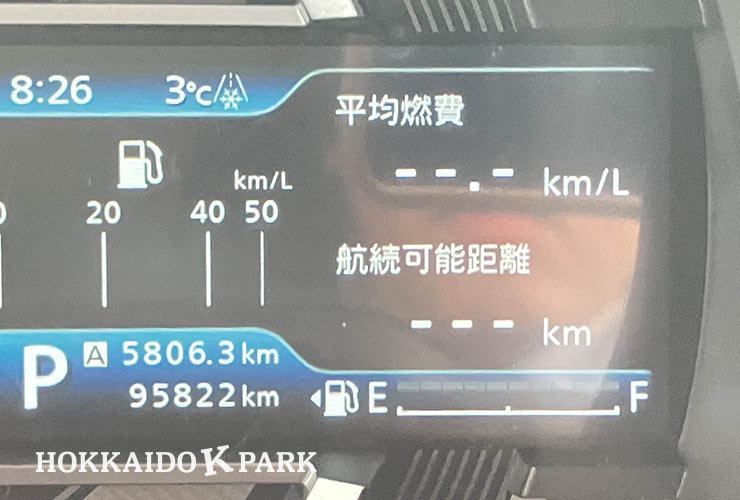 8:26 3℃
平均燃費
--.- km/L
km/L
20 40 50
航続可能距離
--- km
P A 5806.3km
95822km
E F
HOKKAIDO K PARK